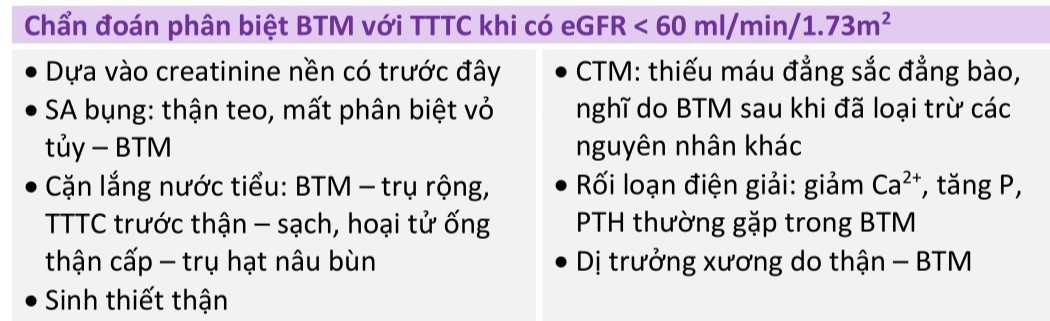 Chẩn đoán phân biệt BTM với TTTC khi có eGFR < 60 ml/min/1.73m²
• Dựa vào creatinine nền có trước đây
• SA bụng: thận teo, mất phân biệt vỏ
tủy – BTM
• Cặn lắng nước tiểu: BTM – trụ rộng,
TTTC trước thận – sạch, hoại tử ống
thận cấp – trụ hạt nâu bùn
• Sinh thiết thận
• CTM: thiếu máu đẳng sắc đẳng bào,
nghĩ do BTM sau khi đã loại trừ các
nguyên nhân khác
• Rối loạn điện giải: giảm Ca²⁺, tăng P,
PTH thường gặp trong BTM
• Dị trưởng xương do thận – BTM